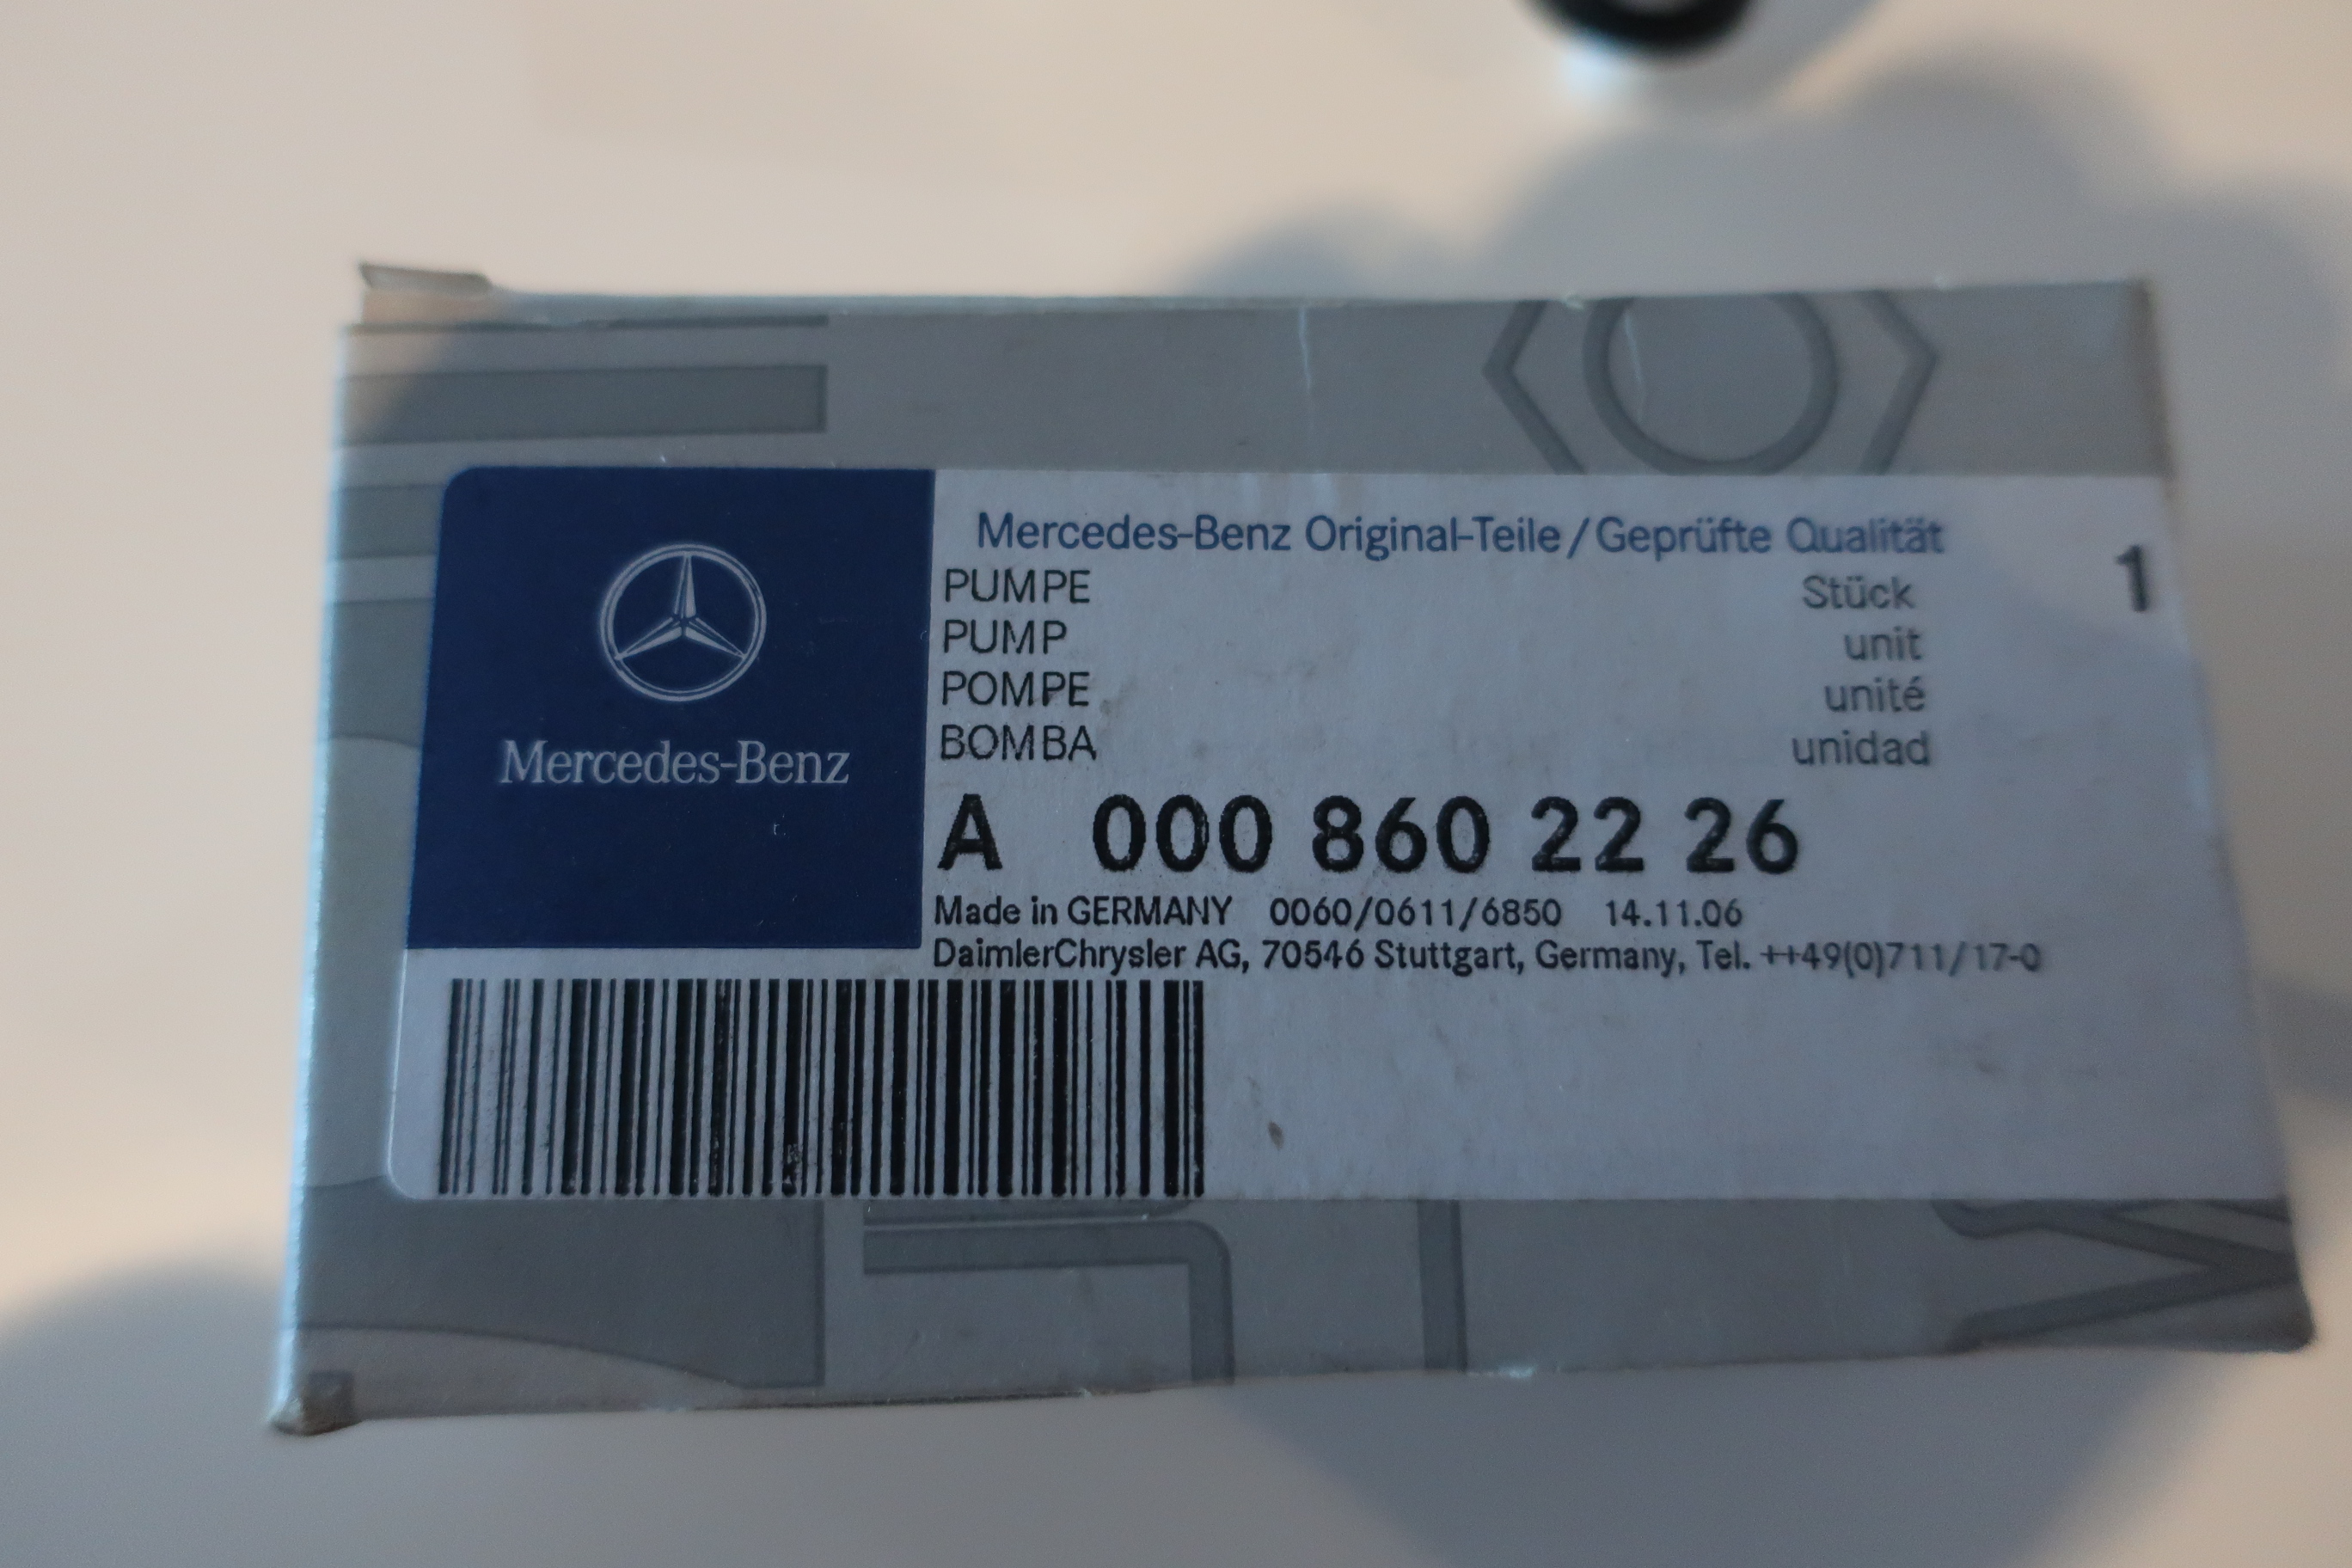 Mercedes-Benz
Mercedes-Benz Original-Teile/Geprüfte Qualität
PUMPE Stück 1
PUMP unit
POMPE unité
BOMBA unidad
A 000 860 22 26
Made in GERMANY 0060/0611/6850 14.11.06
DaimlerChrysler AG, 70546 Stuttgart, Germany, Tel. ++49(0)711/17-0